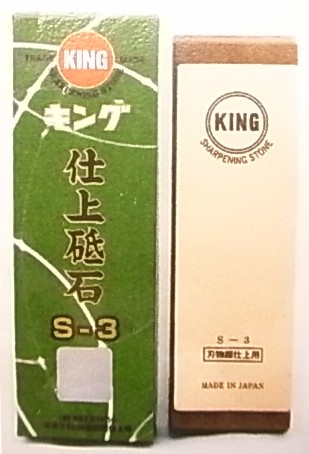 TRADE MARK
KING
SHARPENING STONE
キング
仕上砥石
S-3
KING
SHARPENING STONE
S-3
刃物超仕上用
MADE IN JAPAN